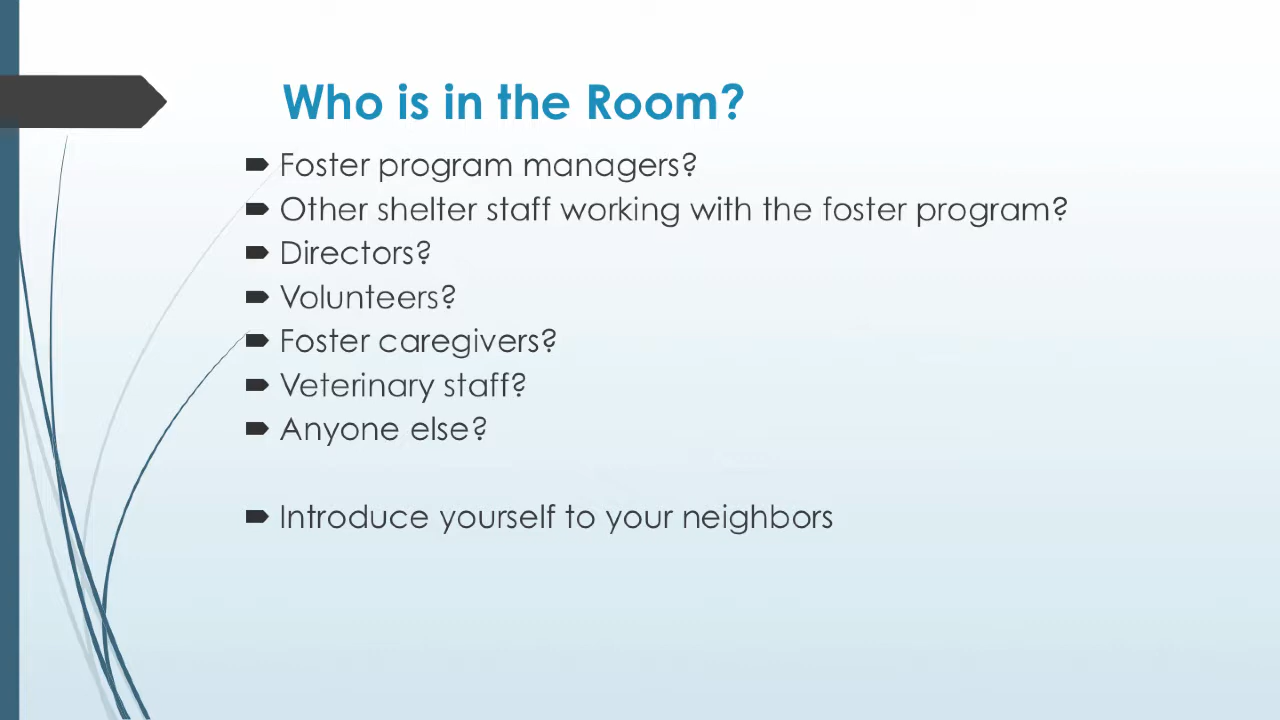 Who is in the Room?
Foster program managers?
Other shelter staff working with the foster program?
Directors?
Volunteers?
Foster caregivers?
Veterinary staff?
Anyone else?
Introduce yourself to your neighbors